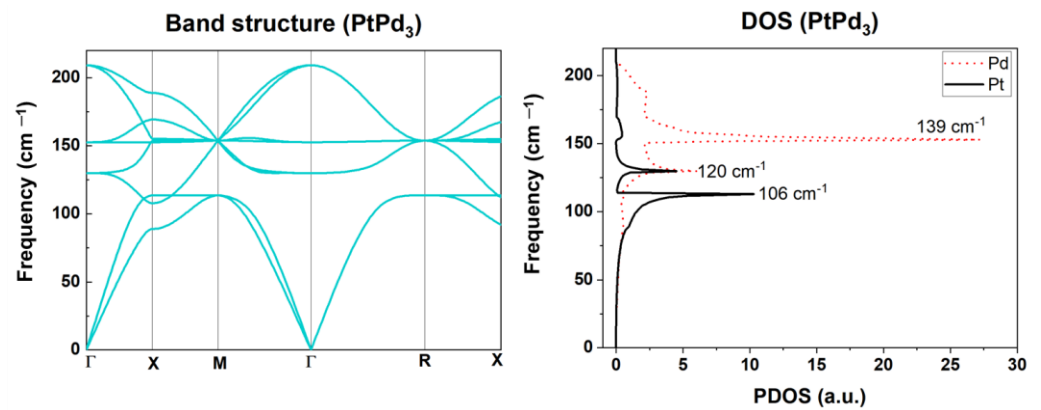 Band structure (PtPd₃)
Frequency (cm ⁻¹)
200
150
100
50
0
Γ X M Γ R X
DOS (PtPd₃)
Frequency (cm⁻¹)
200
150
100
50
0
Pd
Pt
139 cm⁻¹
120 cm⁻¹
106 cm⁻¹
0 5 10 15 20 25 30
PDOS (a.u.)